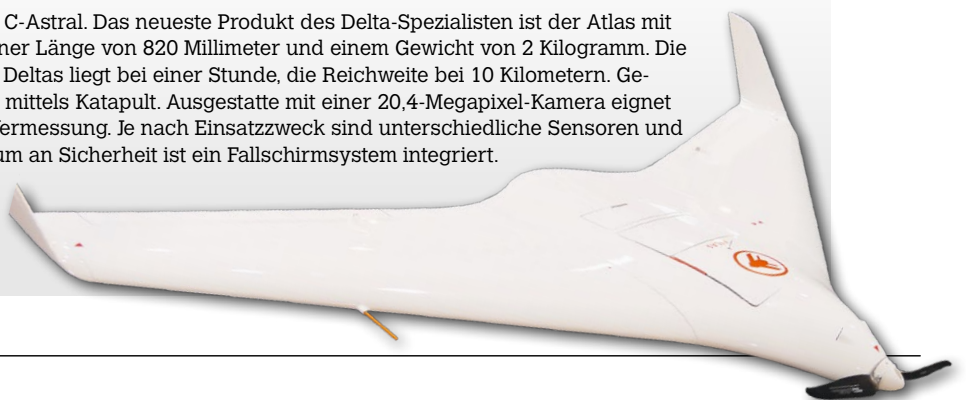 C-Astral. Das neueste Produkt des Delta-Spezialisten ist der Atlas mit
ner Länge von 820 Millimeter und einem Gewicht von 2 Kilogramm. Die
Deltas liegt bei einer Stunde, die Reichweite bei 10 Kilometern. Ge-
mittels Katapult. Ausgestatte mit einer 20,4-Megapixel-Kamera eignet
ermessung. Je nach Einsatzzweck sind unterschiedliche Sensoren und
um an Sicherheit ist ein Fallschirmsystem integriert.